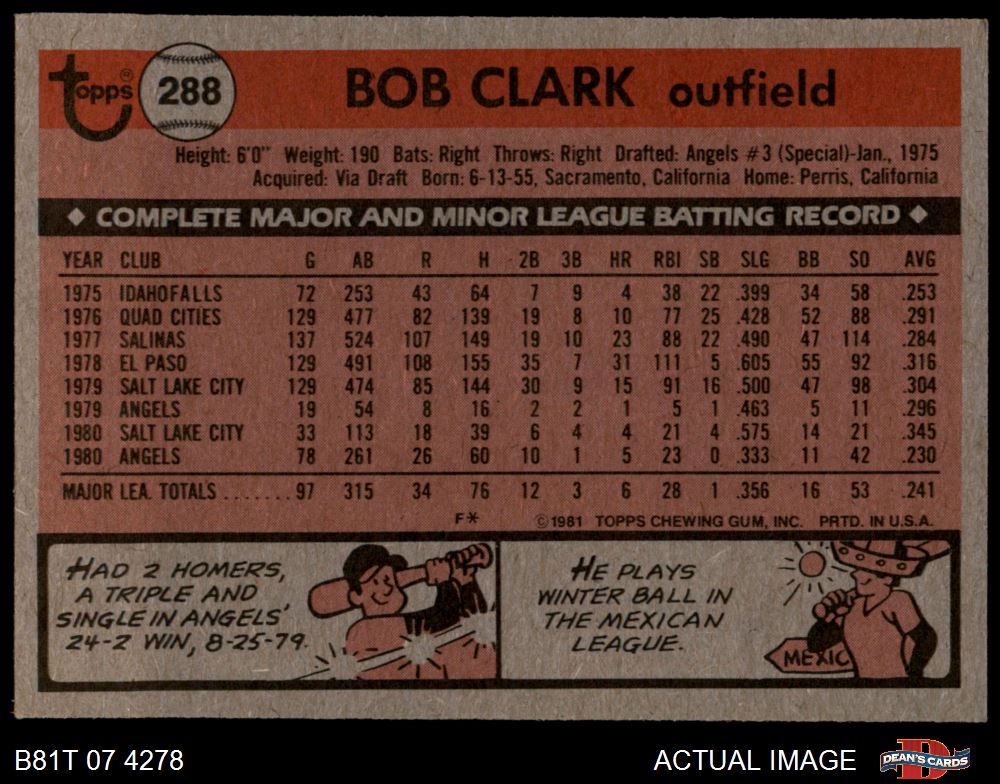 topps® 288 BOB CLARK outfield
Height: 6'0" Weight: 190 Bats: Right Throws: Right Drafted: Angels #3 (Special)-Jan., 1975
Acquired: Via Draft Born: 6-13-55, Sacramento, California Home: Perris, California
◆ COMPLETE MAJOR AND MINOR LEAGUE BATTING RECORD ◆
YEAR CLUB G AB R H 2B 3B HR RBI SB SLG BB SO AVG
1975 IDAHO FALLS 72 253 43 64 7 9 4 38 22 .399 34 58 .253
1976 QUAD CITIES 129 477 82 139 19 8 10 77 25 .428 52 88 .291
1977 SALINAS 137 524 107 149 19 10 23 88 22 .490 47 114 .284
1978 EL PASO 129 491 108 155 35 7 31 111 5 .605 55 92 .316
1979 SALT LAKE CITY 129 474 85 144 30 9 15 91 16 .500 47 98 .304
1979 ANGELS 19 54 8 16 2 2 1 5 1 .463 5 11 .296
1980 SALT LAKE CITY 33 113 18 39 6 4 4 21 4 .575 14 21 .345
1980 ANGELS 78 261 26 60 10 1 5 23 0 .333 11 42 .230
MAJOR LEA. TOTALS ....... 97 315 34 76 12 3 6 28 1 .356 16 53 .241
F* ©1981 TOPPS CHEWING GUM, INC. PRTD. IN U.S.A.
HAD 2 HOMERS,
A TRIPLE AND
SINGLE IN ANGELS'
24-2 WIN, 8-25-79.
HE PLAYS
WINTER BALL IN
THE MEXICAN
LEAGUE.
MEXIC
B81T 07 4278 ACTUAL IMAGE DEAN'S CARDS